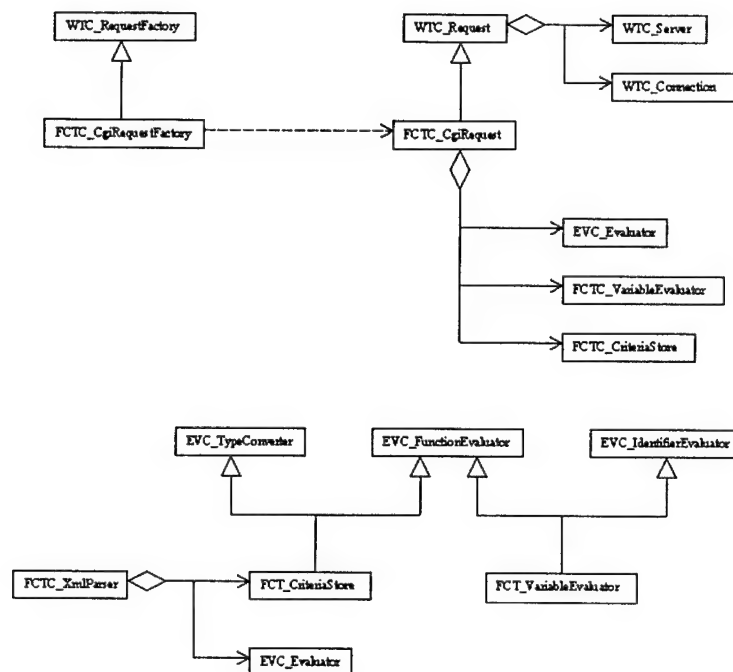 WTC_RequestFactory
WTC_Request
WTC_Server
WTC_Connection
FCTC_CgiRequestFactory
FCTC_CgiRequest
EVC_Evaluator
FCTC_VariableEvaluator
FCTC_CriteriaStore
EVC_TypeConverter
EVC_FunctionEvaluator
EVC_IdentifierEvaluator
FCTC_XmlParser
FCT_CriteriaStore
FCT_VariableEvaluator
EVC_Evaluator